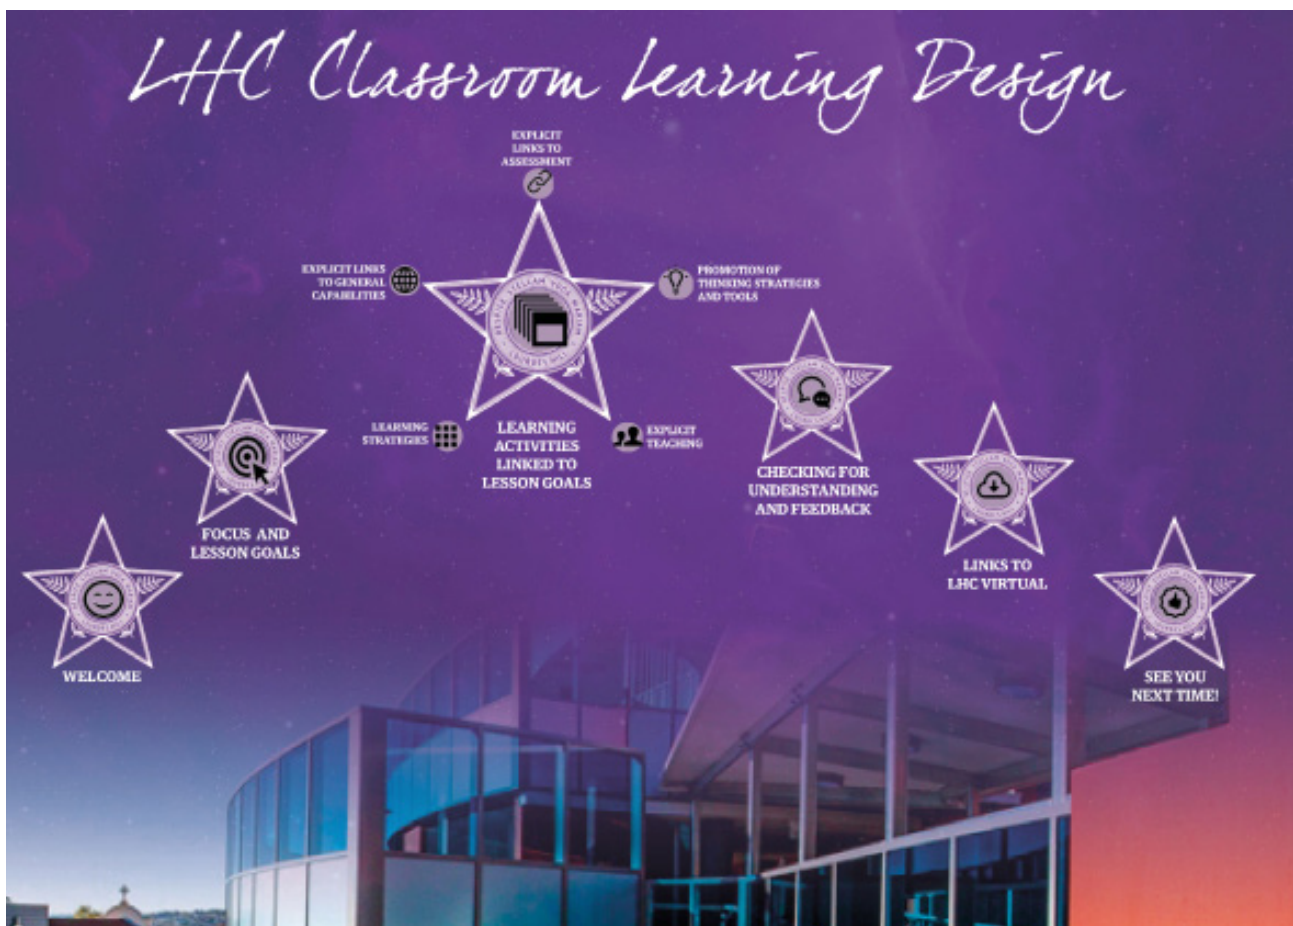 LHC Classroom Learning Design
EXPLICIT
LINKS TO
ASSESSMENT
EXPLICIT LINKS
TO GENERAL
CAPABILITIES
PROMOTION OF
THINKING STRATEGIES
AND TOOLS
LEARNING
STRATEGIES
EXPLICIT
TEACHING
LEARNING
ACTIVITIES
LINKED TO
LESSON GOALS
CHECKING FOR
UNDERSTANDING
AND FEEDBACK
FOCUS AND
LESSON GOALS
LINKS TO
LHC VIRTUAL
WELCOME
SEE YOU
NEXT TIME!